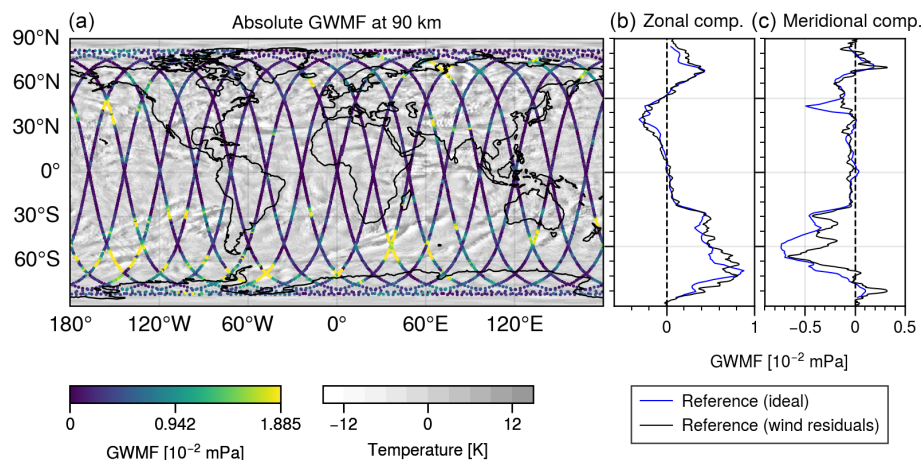 (a) Absolute GWMF at 90 km
(b) Zonal comp.
(c) Meridional comp.
90°N
60°N
30°N
0°
30°S
60°S
180° 120°W 60°W 0° 60°E 120°E
0 1
−0.5 0 0.5
GWMF [10⁻² mPa]
0 0.942 1.885
GWMF [10⁻² mPa]
−12 0 12
Temperature [K]
Reference (ideal)
Reference (wind residuals)